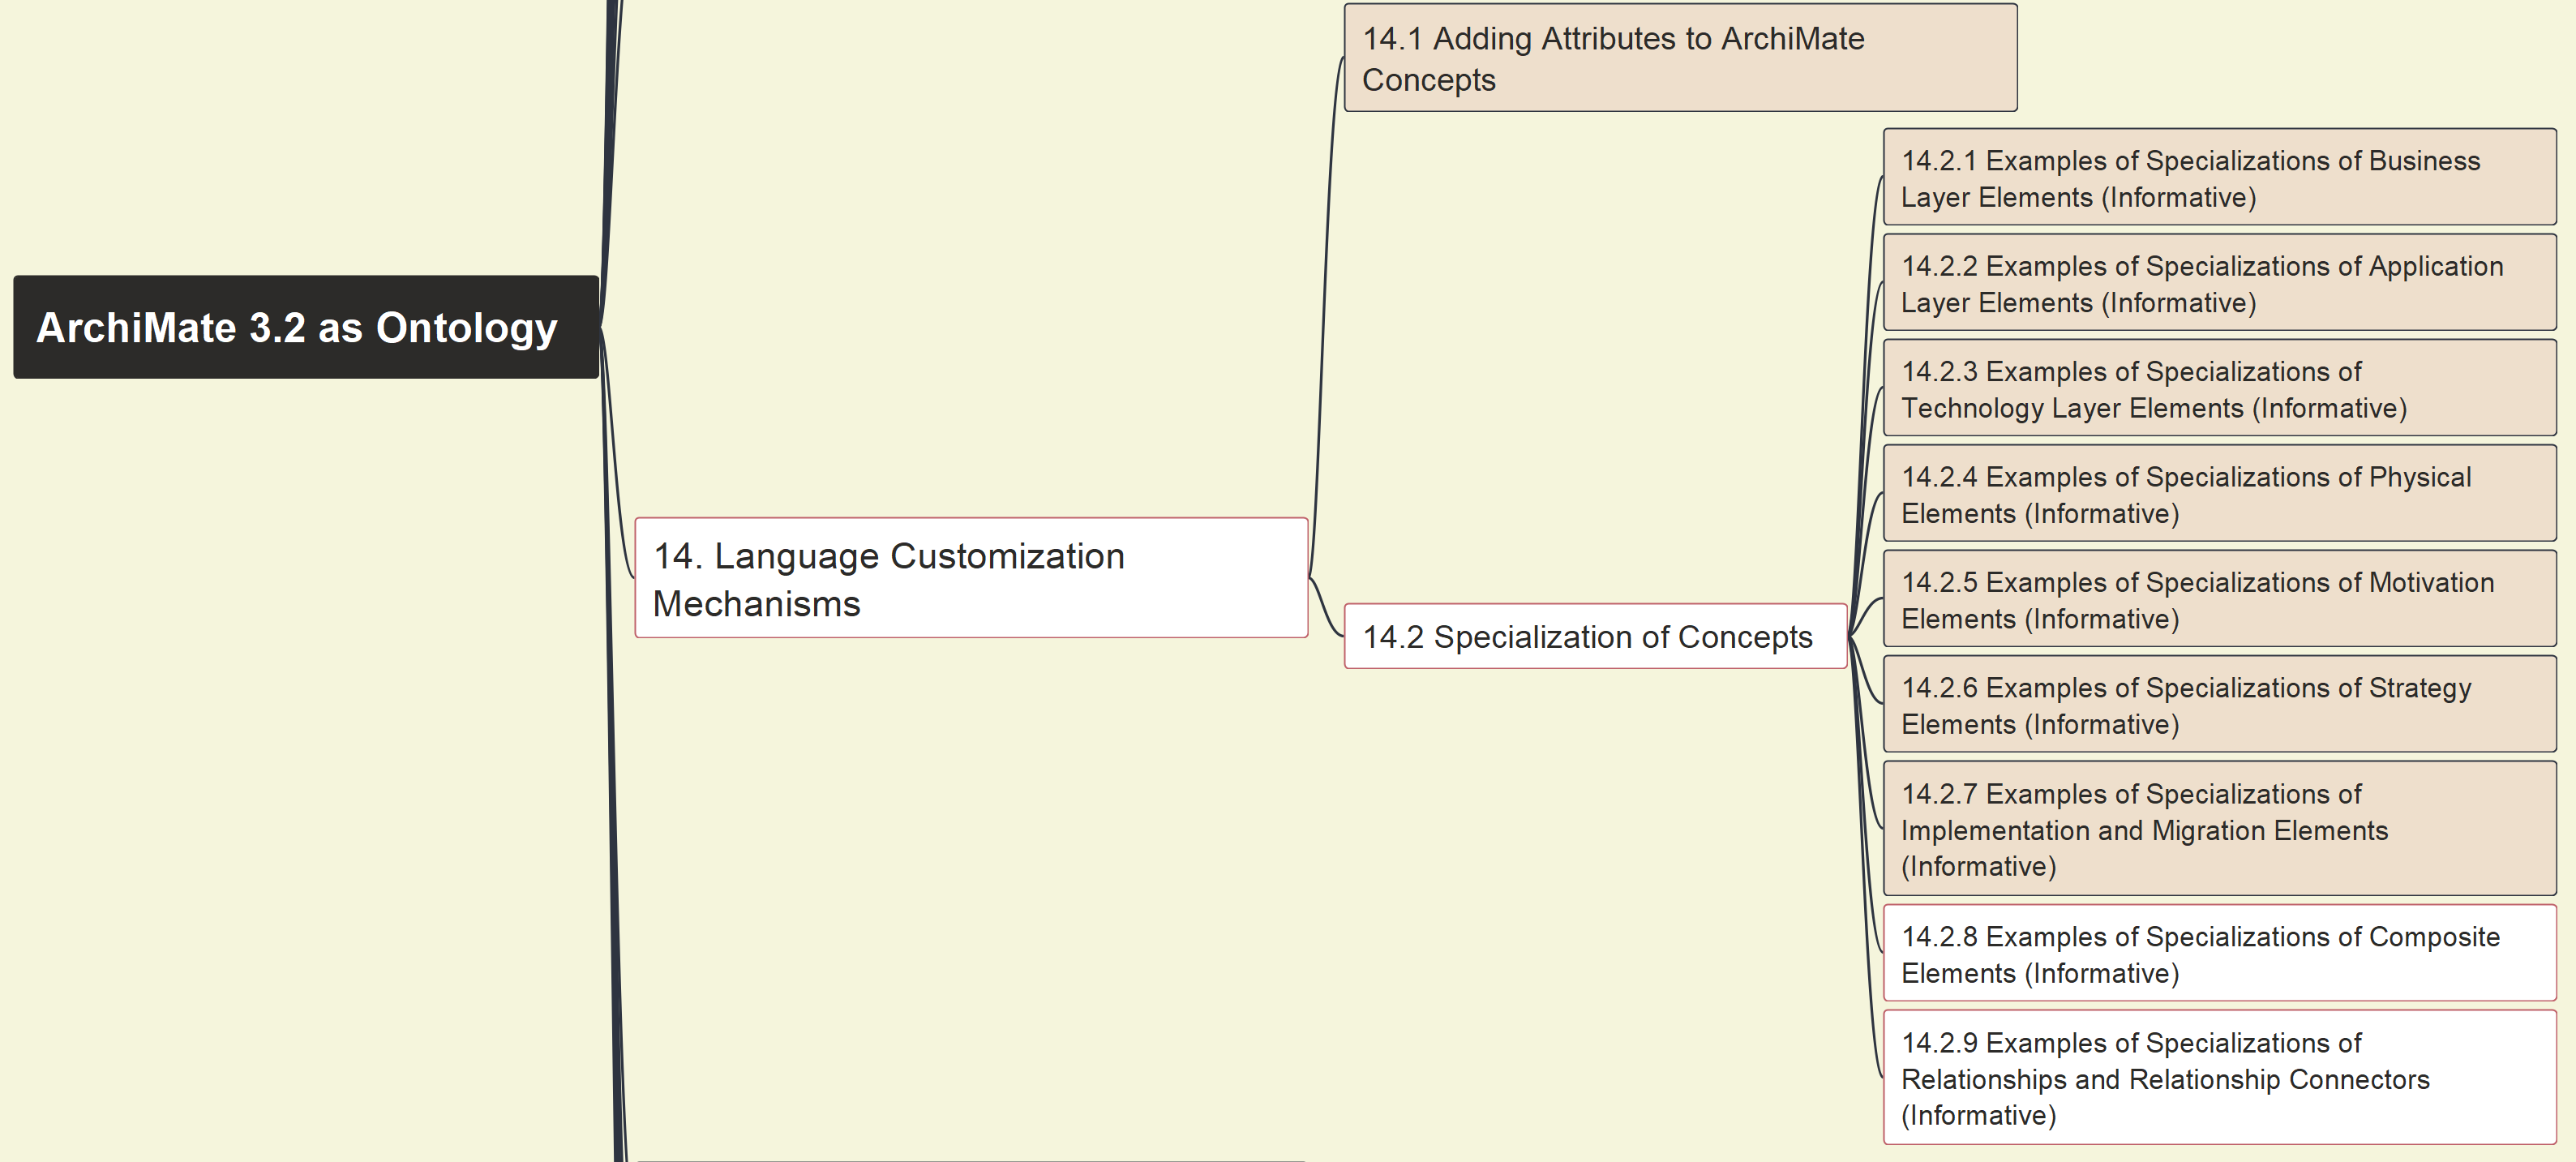 ArchiMate 3.2 as Ontology
14. Language Customization
Mechanisms
14.1 Adding Attributes to ArchiMate
Concepts
14.2 Specialization of Concepts
14.2.1 Examples of Specializations of Business
Layer Elements (Informative)
14.2.2 Examples of Specializations of Application
Layer Elements (Informative)
14.2.3 Examples of Specializations of
Technology Layer Elements (Informative)
14.2.4 Examples of Specializations of Physical
Elements (Informative)
14.2.5 Examples of Specializations of Motivation
Elements (Informative)
14.2.6 Examples of Specializations of Strategy
Elements (Informative)
14.2.7 Examples of Specializations of
Implementation and Migration Elements
(Informative)
14.2.8 Examples of Specializations of Composite
Elements (Informative)
14.2.9 Examples of Specializations of
Relationships and Relationship Connectors
(Informative)